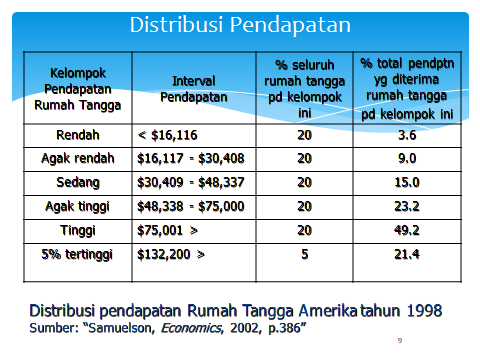 Distribusi Pendapatan
Kelompok
Pendapatan
Rumah Tangga
Interval
Pendapatan
% seluruh
rumah tangga
pd kelompok
ini
% total pendptn
yg diterima
rumah tangga
pd kelompok ini
Rendah < $16,116 20 3.6
Agak rendah $16,117 - $30,408 20 9.0
Sedang $30,409 - $48,337 20 15.0
Agak tinggi $48,338 - $75,000 20 23.2
Tinggi $75,001 > 20 49.2
5% tertinggi $132,200 > 5 21.4
Distribusi pendapatan Rumah Tangga Amerika tahun 1998
Sumber: “Samuelson, Economics, 2002, p.386”
9